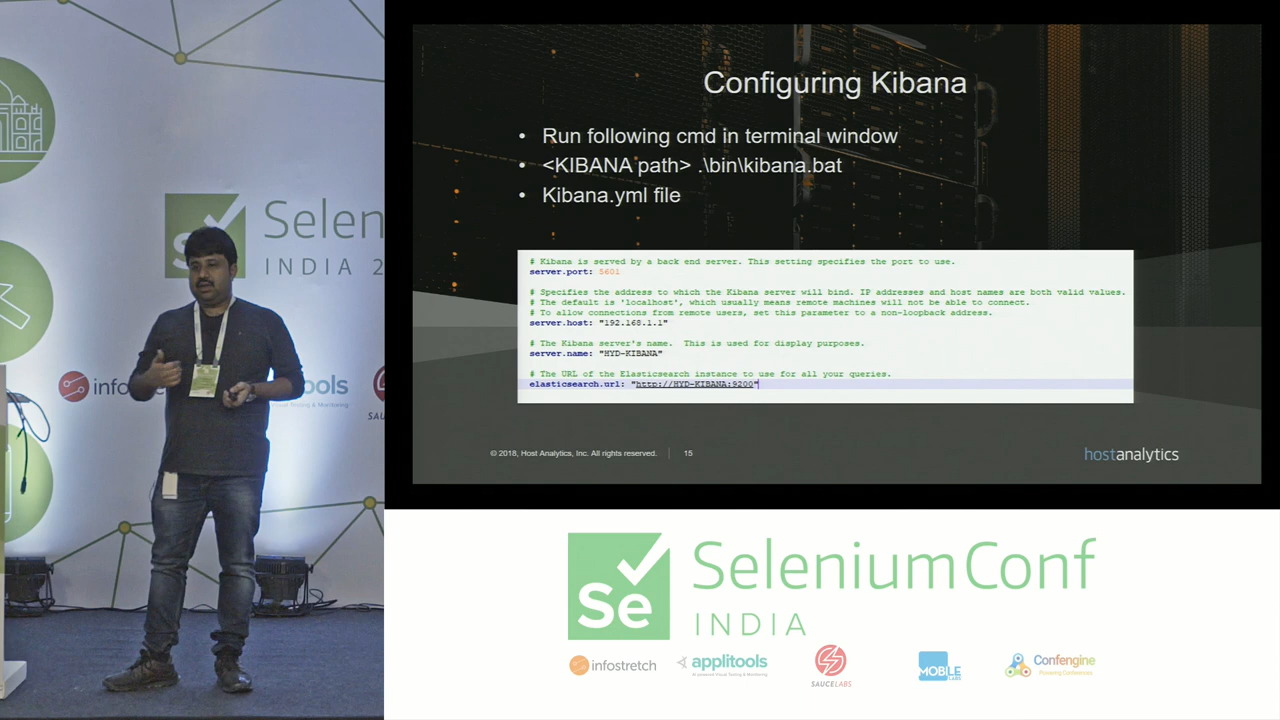 Selen
INDIA 2
Configuring Kibana
• Run following cmd in terminal window
• <KIBANA path> .\bin\kibana.bat
• Kibana.yml file
# Kibana is served by a back end server. This setting specifies the port to use.
server.port: 5601
# Specifies the address to which the Kibana server will bind. IP addresses and host names are both valid values.
# The default is 'localhost', which usually means remote machines will not be able to connect.
# To allow connections from remote users, set this parameter to a non-loopback address.
server.host: "192.168.1.1"
# The Kibana server's name.  This is used for display purposes.
server.name: "HYD-KIBANA"
# The URL of the Elasticsearch instance to use for all your queries.
elasticsearch.url: "http://HYD-KIBANA:9200"
© 2018, Host Analytics, Inc. All rights reserved. | 15
hostanalytics
Se
SeleniumConf
INDIA
infostretch
applitools
SAUCELABS
MOBILE
LABS
Confengine
Powering Conferences